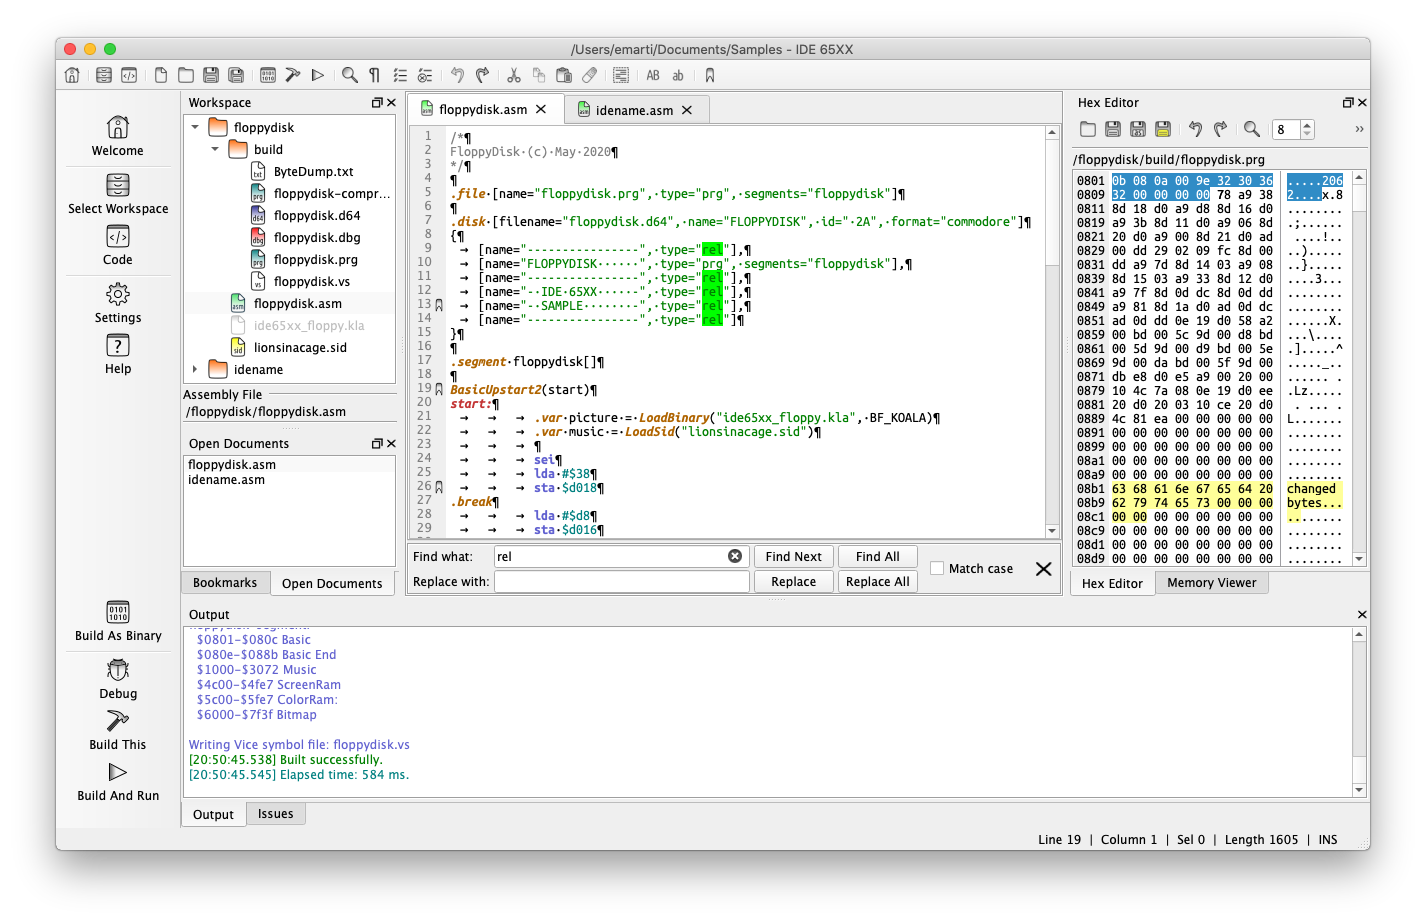 /Users/emarti/Documents/Samples - IDE 65XX
AB ab
Welcome
Select Workspace
Code
Settings
Help
Build As Binary
Debug
Build This
Build And Run
Workspace
floppydisk
build
ByteDump.txt
floppydisk-compr...
floppydisk.d64
floppydisk.dbg
floppydisk.prg
floppydisk.vs
floppydisk.asm
ide65xx_floppy.kla
lionsinacage.sid
idename
Assembly File
/floppydisk/floppydisk.asm
Open Documents
floppydisk.asm
idename.asm
Bookmarks Open Documents
floppydisk.asm idename.asm
1 /*¶
2 FloppyDisk·(c)·May·2020¶
3 */¶
4 ¶
5 .file·[name="floppydisk.prg",·type="prg",·segments="floppydisk"]¶
6 ¶
7 .disk·[filename="floppydisk.d64",·name="FLOPPYDISK",·id="·2A",·format="commodore"]¶
8 {¶
9 → [name="----------------",·type="rel"],¶
10 → [name="FLOPPYDISK······",·type="prg",·segments="floppydisk"],¶
11 → [name="----------------",·type="rel"],¶
12 → [name="-·IDE·65XX······",·type="rel"],¶
13 → [name="-·SAMPLE········",·type="rel"],¶
14 → [name="----------------",·type="rel"]¶
15 }¶
16 ¶
17 .segment·floppydisk[]¶
18 ¶
19 BasicUpstart2(start)¶
20 start:¶
21 → → → .var·picture·=·LoadBinary("ide65xx_floppy.kla",·BF_KOALA)¶
22 → → → .var·music·=·LoadSid("lionsinacage.sid")¶
23 → → → ¶
24 → → → sei¶
25 → → → lda·#$38¶
26 → → → sta·$d018¶
27 .break¶
28 → → → lda·#$d8¶
29 → → → sta·$d016¶
Find what: rel Find Next Find All
Replace with: Replace Replace All
Match case
Hex Editor
8 »
/floppydisk/build/floppydisk.prg
0801 0b 08 0a 00 9e 32 30 36 .....206
0809 32 00 00 00 00 78 a9 38 2....x.8
0811 8d 18 d0 a9 d8 8d 16 d0 ........
0819 a9 3b 8d 11 d0 a9 06 8d .;......
0821 20 d0 a9 00 8d 21 d0 ad  ....!..
0829 00 dd 29 02 09 fc 8d 00 ..).....
0831 dd a9 7d 8d 14 03 a9 08 ..}.....
0839 8d 15 03 a9 33 8d 12 d0 ....3...
0841 a9 7f 8d 0d dc 8d 0d dd ........
0849 a9 81 8d 1a d0 ad 0d dc ........
0851 ad 0d dd 0e 19 d0 58 a2 ......X.
0859 00 bd 00 5c 9d 00 d8 bd ...\....
0861 00 5d 9d 00 d9 bd 00 5e .].....^
0869 9d 00 da bd 00 5f 9d 00 ....._..
0871 db e8 d0 e5 a9 00 20 00 ...... .
0879 10 4c 7a 08 0e 19 d0 ee .Lz.....
0881 20 d0 20 03 10 ce 20 d0  . ... .
0889 4c 81 ea 00 00 00 00 00 L.......
0891 00 00 00 00 00 00 00 00 ........
0899 00 00 00 00 00 00 00 00 ........
08a1 00 00 00 00 00 00 00 00 ........
08a9 00 00 00 00 00 00 00 00 ........
08b1 63 68 61 6e 67 65 64 20 changed
08b9 62 79 74 65 73 00 00 00 bytes...
08c1 00 00 00 00 00 00 00 00 ........
08c9 00 00 00 00 00 00 00 00 ........
08d1 00 00 00 00 00 00 00 00 ........
08d9 00 00 00 00 00 00 00 00 ........
Hex Editor Memory Viewer
Output
$0801-$080c Basic
$080e-$088b Basic End
$1000-$3072 Music
$4c00-$4fe7 ScreenRam
$5c00-$5fe7 ColorRam:
$6000-$7f3f Bitmap
Writing Vice symbol file: floppydisk.vs
[20:50:45.538] Built successfully.
[20:50:45.545] Elapsed time: 584 ms.
Output Issues
Line 19 | Column 1 | Sel 0 | Length 1605 | INS